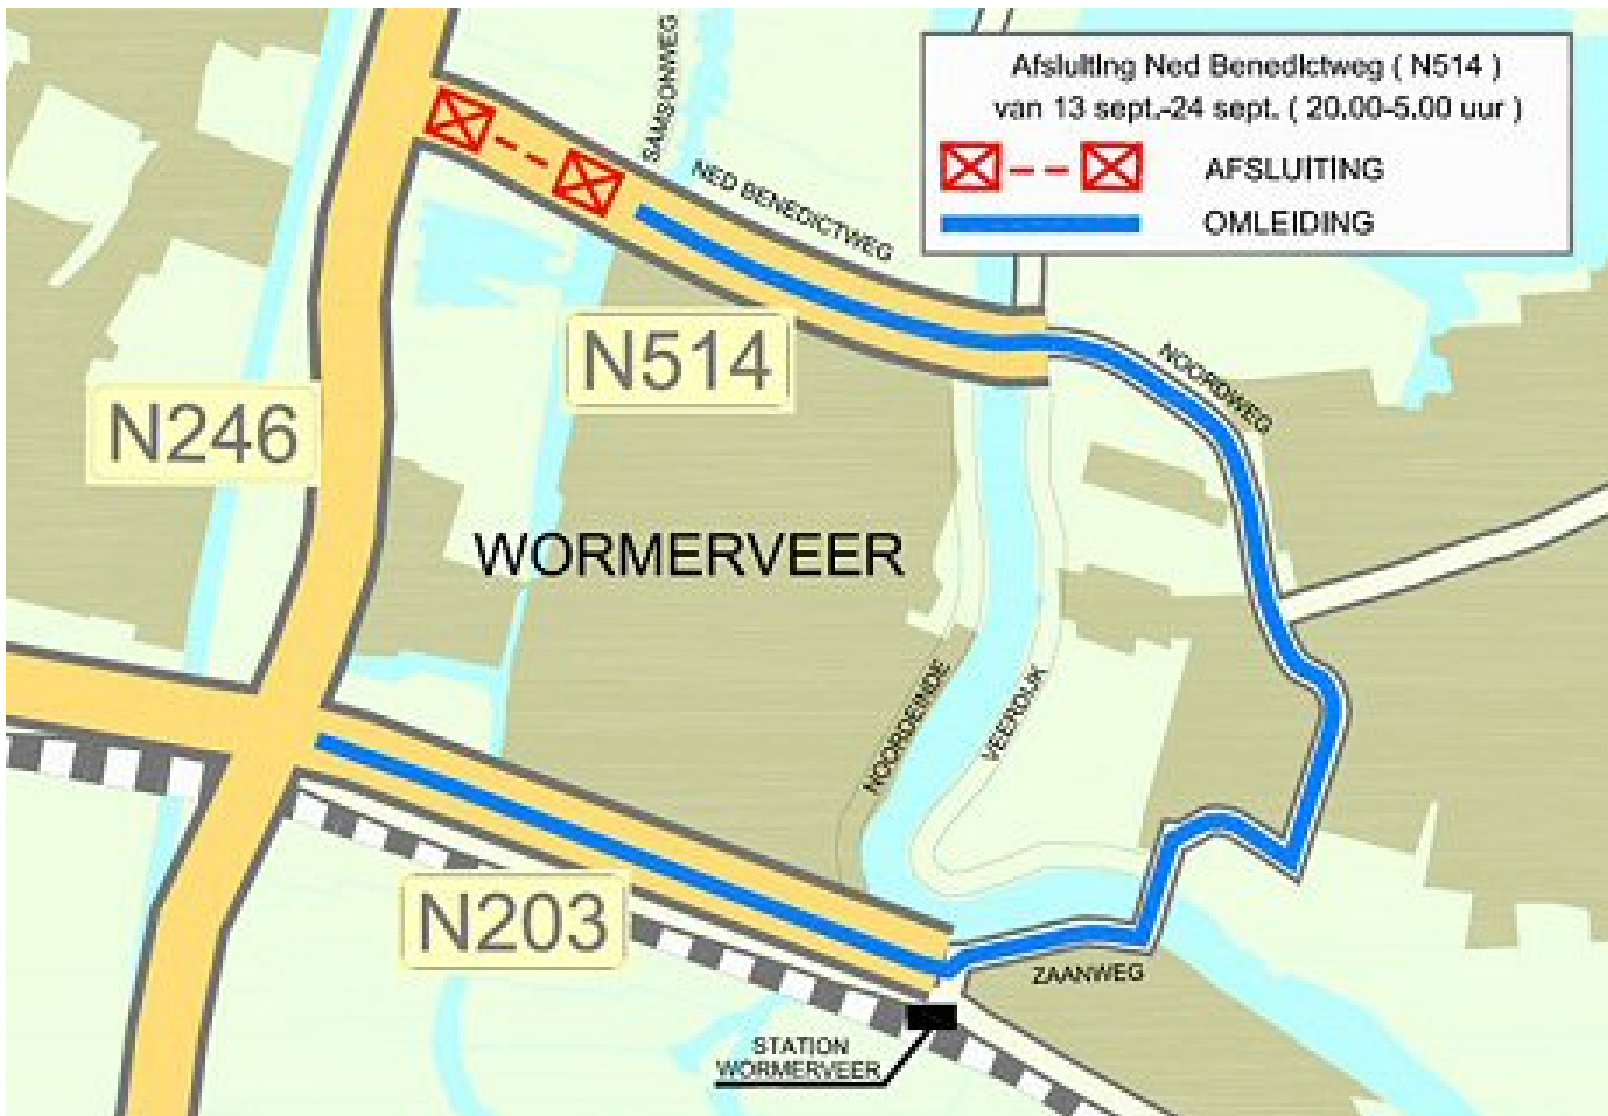 Afsluiting Ned Benedictweg ( N514 )
van 13 sept.-24 sept. ( 20.00-5.00 uur )
AFSLUITING
OMLEIDING
SAMSONWEG
NED BENEDICTWEG
N514
NOORDWEG
N246
WORMERVEER
NOORDEINDE
VEERDIJK
N203
ZAANWEG
STATION
WORMERVEER